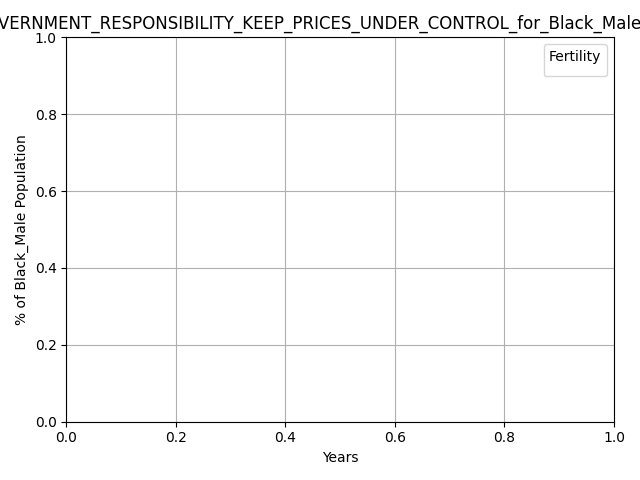 VERNMENT_RESPONSIBILITY_KEEP_PRICES_UNDER_CONTROL_for_Black_Male
Fertility
1.0
0.8
0.6
0.4
0.2
0.0
% of Black_Male Population
0.0 0.2 0.4 0.6 0.8 1.0
Years